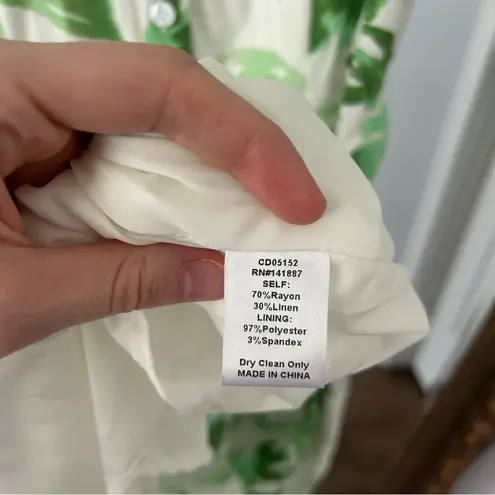 CD05152
RN#141887
SELF:
70%Rayon
30%Linen
LINING:
97%Polyester
3%Spandex
Dry Clean Only
MADE IN CHINA